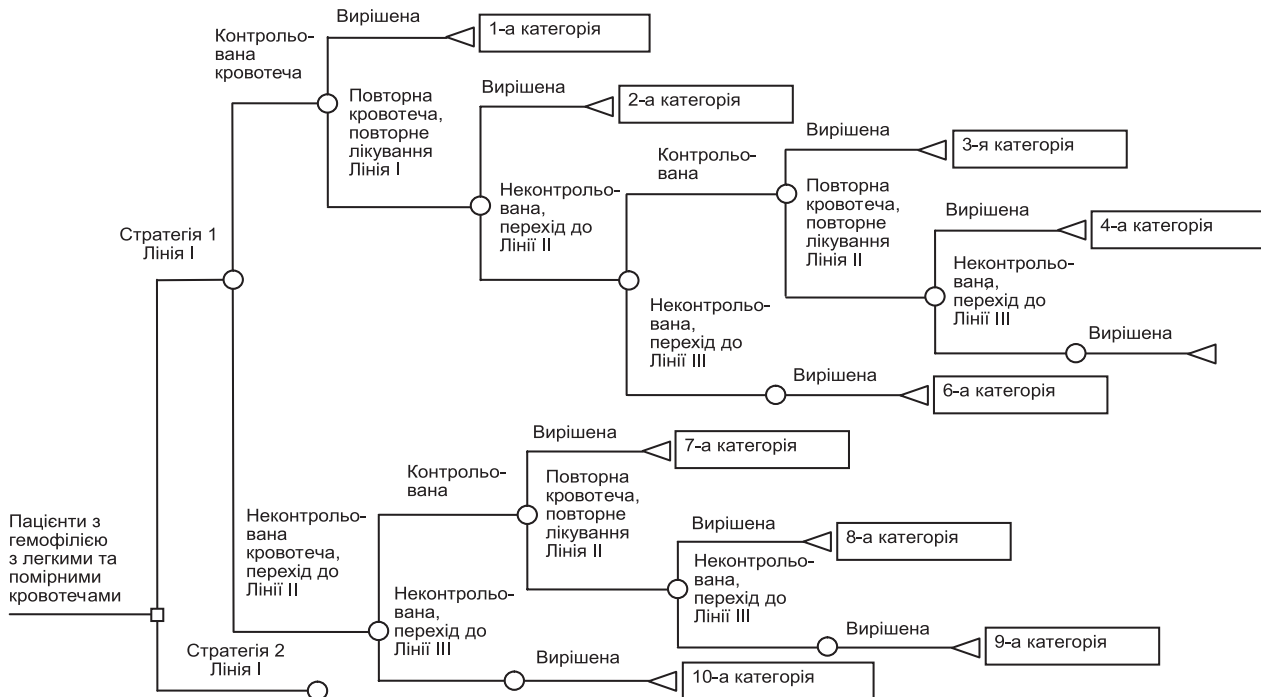 Вирішена
1-а категорія
Контрольо-
вана
кровотеча
Повторна
кровотеча,
повторне
лікування
Лінія I
Вирішена
2-а категорія
Неконтрольо-
вана,
перехід до
Лінії II
Контрольо-
вана
Вирішена
3-я категорія
Повторна
кровотеча,
повторне
лікування
Лінія II
Вирішена
4-а категорія
Неконтрольо-
вана,
перехід до
Лінії III
Вирішена
Неконтрольо-
вана,
перехід до
Лінії III
Вирішена
6-а категорія
Стратегія 1
Лінія I
Пацієнти з
гемофілією
з легкими та
помірними
кровотечами
Неконтрольо-
вана
кровотеча,
перехід до
Лінії II
Контрольо-
вана
Вирішена
7-а категорія
Повторна
кровотеча,
повторне
лікування
Лінія II
Вирішена
8-а категорія
Неконтрольо-
вана,
перехід до
Лінії III
Вирішена
9-а категорія
Неконтрольо-
вана,
перехід до
Лінії III
Вирішена
10-а категорія
Стратегія 2
Лінія I